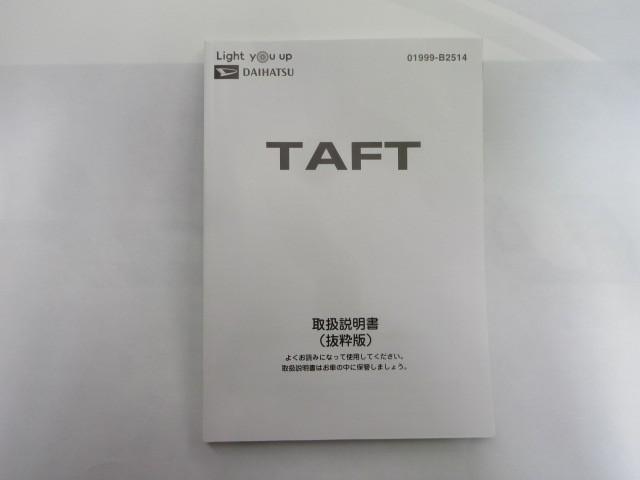 Light you up
01999-B2514
DAIHATSU
TAFT
取扱説明書
（抜粋版）
よくお読みになって使用してください。
取扱説明書はお車の中に保管しましょう。